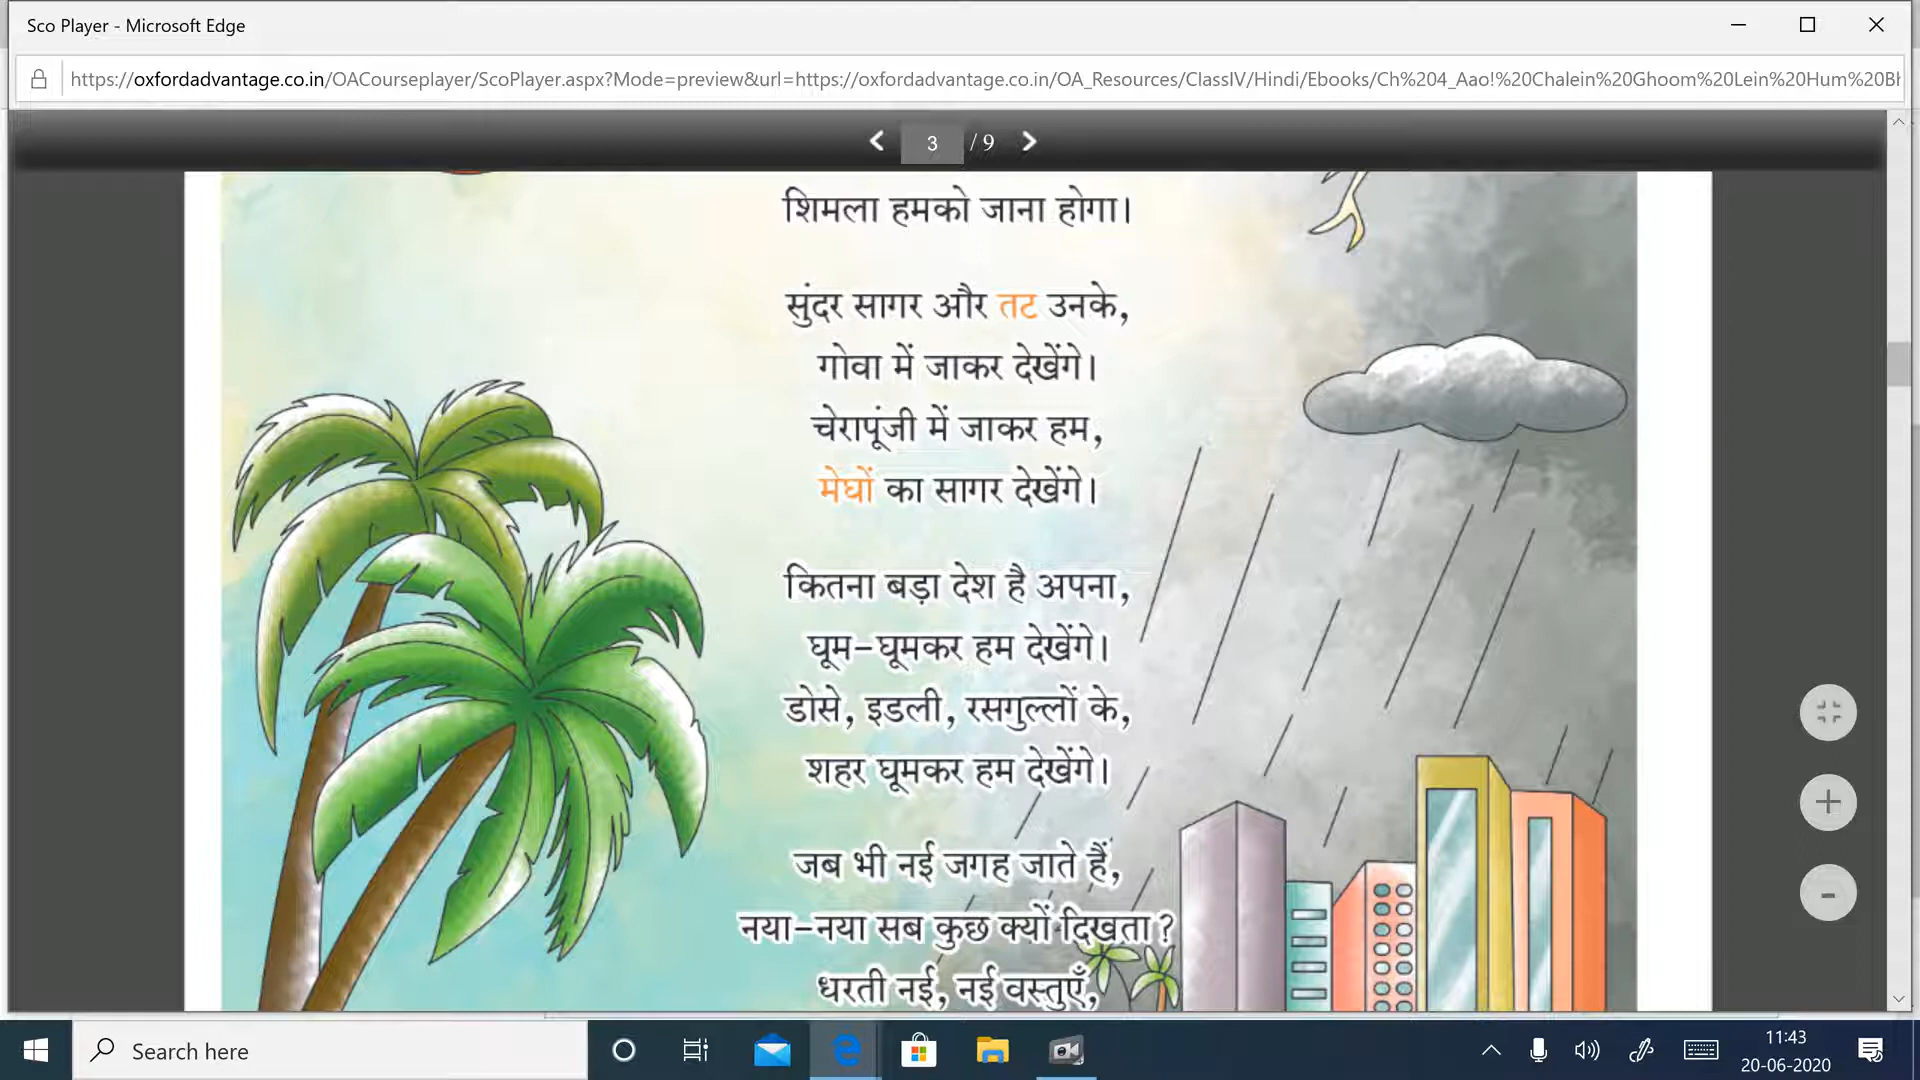 Sco Player - Microsoft Edge
https://oxfordadvantage.co.in/OACourseplayer/ScoPlayer.aspx?Mode=preview&url=https://oxfordadvantage.co.in/OA_Resources/ClassIV/Hindi/Ebooks/Ch%204_Aao!%20Chalein%20Ghoom%20Lein%20Hum%20Bh
3 / 9
शिमला हमको जाना होगा।
सुंदर सागर और तट उनके,
गोवा में जाकर देखेंगे।
चेरापूंजी में जाकर हम,
मेघों का सागर देखेंगे।
कितना बड़ा देश है अपना,
घूम-घूमकर हम देखेंगे।
डोसे, इडली, रसगुल्लों के,
शहर घूमकर हम देखेंगे।
जब भी नई जगह जाते हैं,
नया-नया सब कुछ क्यों दिखता?
धरती नई, नई वस्तुएँ,
Search here
11:43
20-06-2020